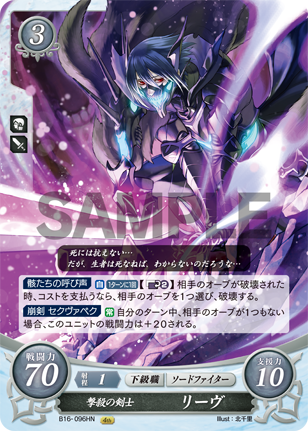 3
SAMPLE
死には抗えない…
だが、生者は死なねば、わからないのだろうな…
骸たちの呼び声 自 [1ターンに1回] 【2】 相手のオーブが破壊された
時、コストを支払うなら、相手のオーブを1つ選び、破壊する。
崩剣 セクヴァベク 常 自分のターン中、相手のオーブが1つもない
場合、このユニットの戦闘力は+20される。
戦闘力
70
射程 1 下級職 ソードファイター
撃殺の剣士 リーヴ
支援力
10
B16-096HN 4th Illust:北千里